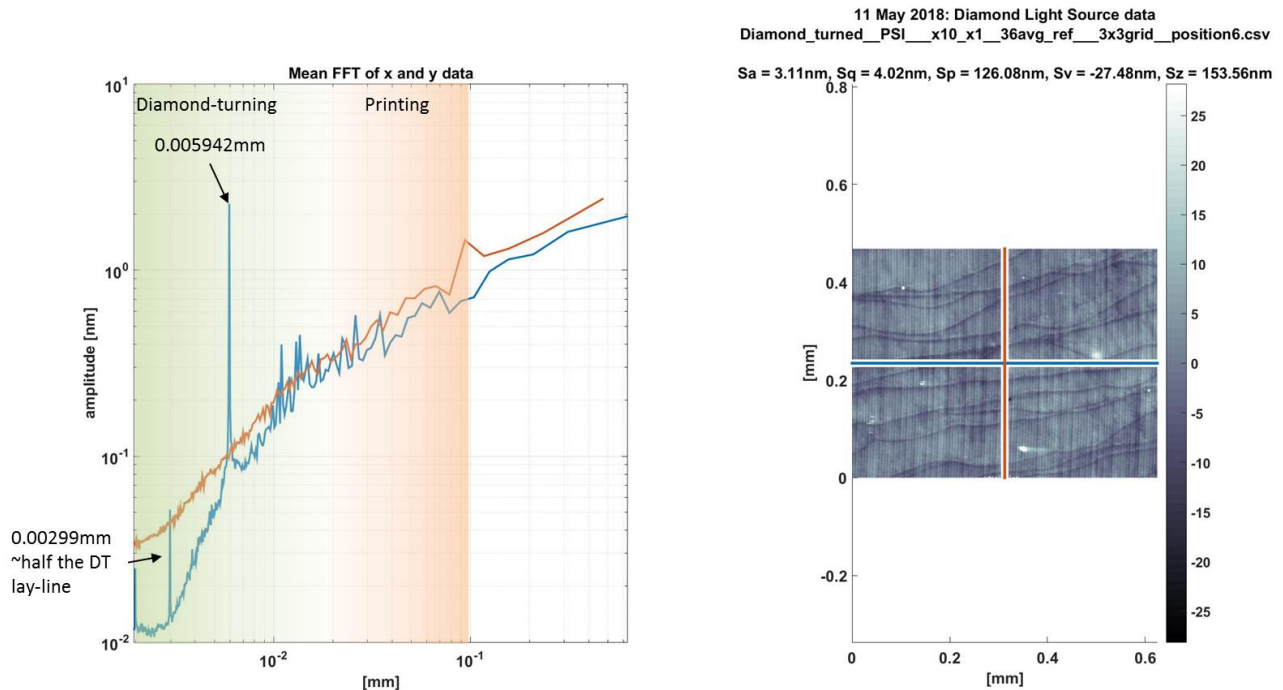 Mean FFT of x and y data
Diamond-turning
Printing
0.005942mm
0.00299mm
~half the DT
lay-line
amplitude [nm]
10^1
10^0
10^-1
10^-2
10^-2
10^-1
[mm]
11 May 2018: Diamond Light Source data
Diamond_turned__PSI___x10_x1__36avg_ref___3x3grid__position6.csv
Sa = 3.11nm, Sq = 4.02nm, Sp = 126.08nm, Sv = -27.48nm, Sz = 153.56nm
[mm]
0.8
0.6
0.4
0.2
0
-0.2
0
0.2
0.4
0.6
[mm]
25
20
15
10
5
0
-5
-10
-15
-20
-25